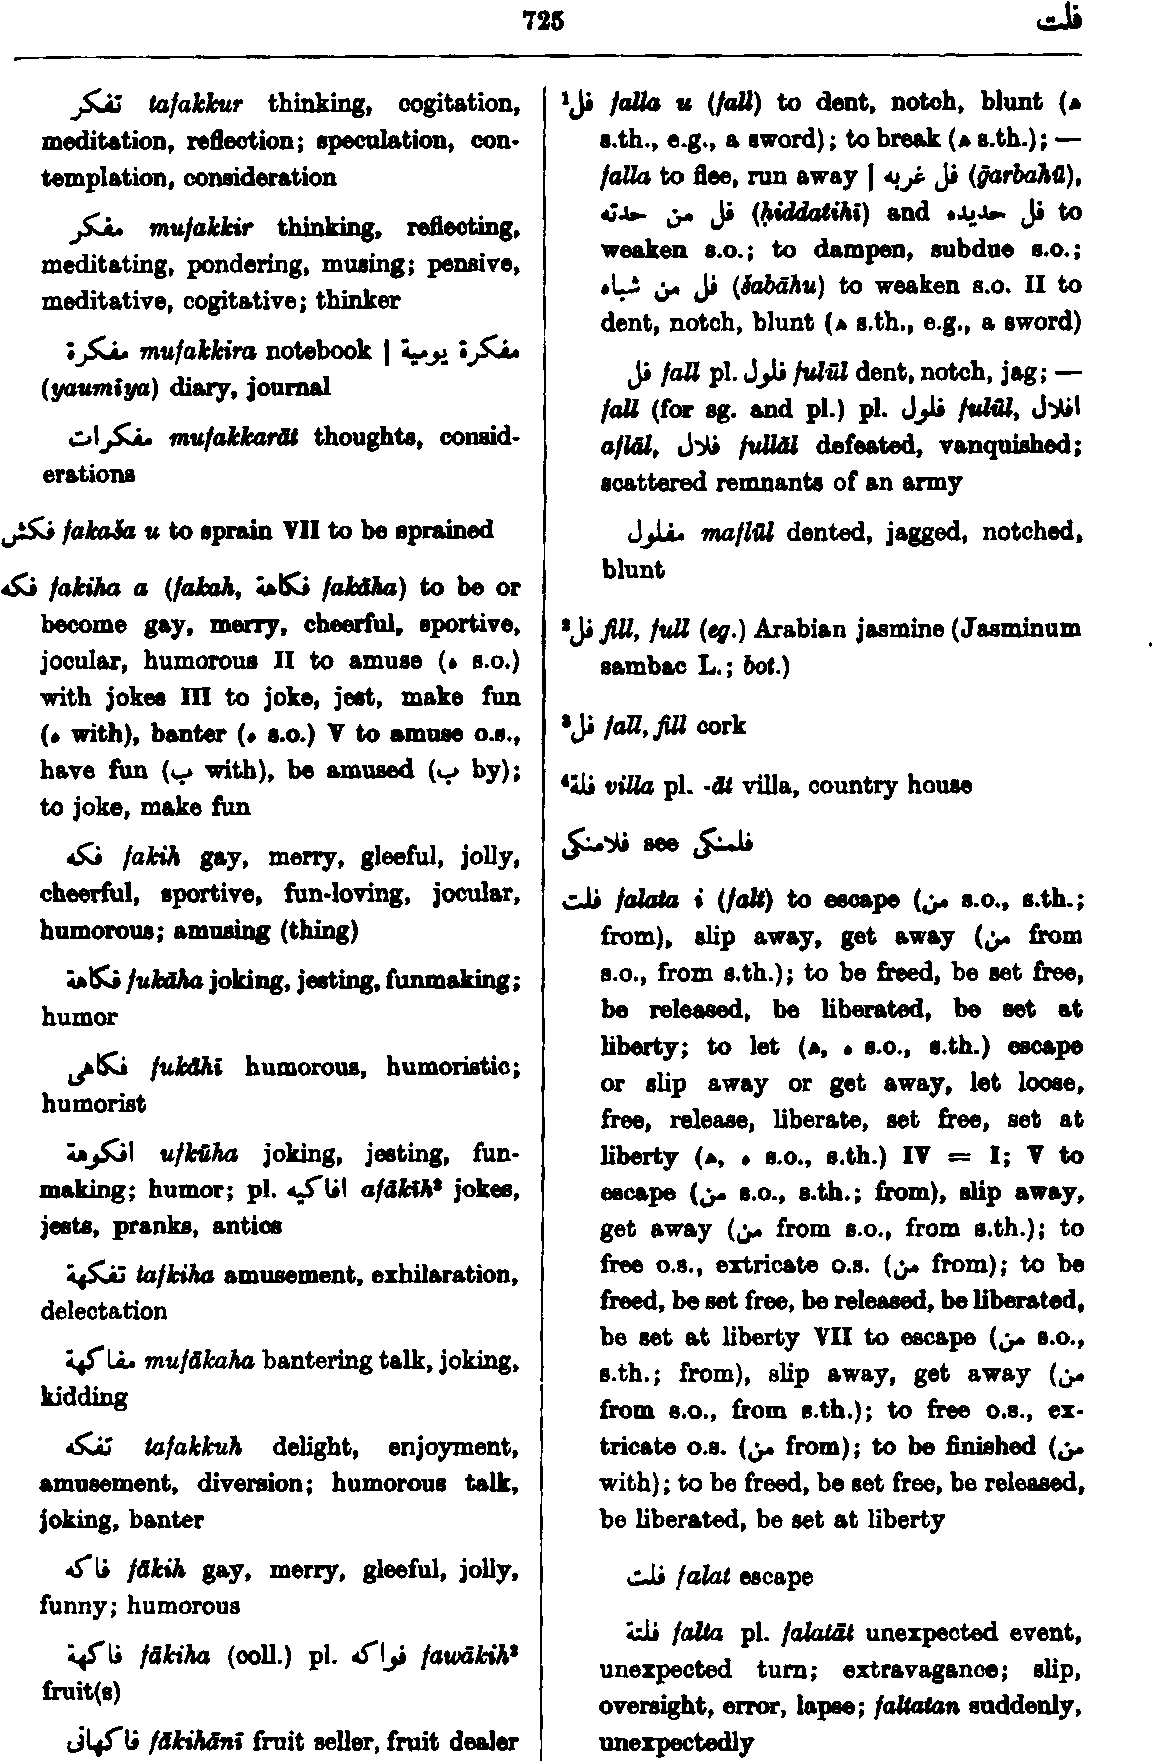 725
فلت
تفكر tafakkur thinking, cogitation,
meditation, reflection; speculation, con-
templation, consideration
مفكر mufakkir thinking, reflecting,
meditating, pondering, musing; pensive,
meditative, cogitative; thinker
مفكرة mufakkira notebook | مفكرة يومية
(yaumīya) diary, journal
مفكرات mufakkarāt thoughts, consid-
erations
فكش fakaša u to sprain VII to be sprained
فكه fakiha a (fakah, فكاهة fakāha) to be or
become gay, merry, cheerful, sportive,
jocular, humorous II to amuse (ه s.o.)
with jokes III to joke, jest, make fun
(ه with), banter (ه s.o.) V to amuse o.s.,
have fun (ب with), be amused (ب by);
to joke, make fun
فكه fakih gay, merry, gleeful, jolly,
cheerful, sportive, fun-loving, jocular,
humorous; amusing (thing)
فكاهة fukāha joking, jesting, funmaking;
humor
فكاهى fukāhī humorous, humoristic;
humorist
افكوهة ufkūha joking, jesting, fun-
making; humor; pl. افاكيه afākīh² jokes,
jests, pranks, antics
تفكهة tafkiha amusement, exhilaration,
delectation
مفاكهة mufākaha bantering talk, joking,
kidding
تفكه tafakkuh delight, enjoyment,
amusement, diversion; humorous talk,
joking, banter
فاكه fākih gay, merry, gleeful, jolly,
funny; humorous
فاكهة fākiha (coll.) pl. فواكه fawākih²
fruit(s)
فاكهانى fākihānī fruit seller, fruit dealer
¹فل falla u (fall) to dent, notch, blunt (ه
s.th., e.g., a sword); to break (ه s.th.); —
falla to flee, run away | فل غربه (ḡarbahū),
فل من حدته (ḥiddatihī) and فل حديده to
weaken s.o.; to dampen, subdue s.o.;
فل من شباه (šabāhu) to weaken s.o. II to
dent, notch, blunt (ه s.th., e.g., a sword)
فل fall pl. فلول fulūl dent, notch, jag; —
fall (for sg. and pl.) pl. فلول fulūl, افلال
aflāl, فلال fullāl defeated, vanquished;
scattered remnants of an army
مفلول maflūl dented, jagged, notched,
blunt
²فل fill, full (eg.) Arabian jasmine (Jasminum
sambac L.; bot.)
³فل fall, fill cork
⁴فلة villa pl. -āt villa, country house
فلامنكى see فلمنكى
فلت falata i (falt) to escape (من s.o., s.th.;
from), slip away, get away (من from
s.o., from s.th.); to be freed, be set free,
be released, be liberated, be set at
liberty; to let (ه, ه s.o., s.th.) escape
or slip away or get away, let loose,
free, release, liberate, set free, set at
liberty (ه, ه s.o., s.th.) IV = I; V to
escape (من s.o., s.th.; from), slip away,
get away (من from s.o., from s.th.); to
free o.s., extricate o.s. (من from); to be
freed, be set free, be released, be liberated,
be set at liberty VII to escape (من s.o.,
s.th.; from), slip away, get away (من
from s.o., from s.th.); to free o.s., ex-
tricate o.s. (من from); to be finished (من
with); to be freed, be set free, be released,
be liberated, be set at liberty
فلت falat escape
فلتة falta pl. falatāt unexpected event,
unexpected turn; extravagance; slip,
oversight, error, lapse; faltatan suddenly,
unexpectedly